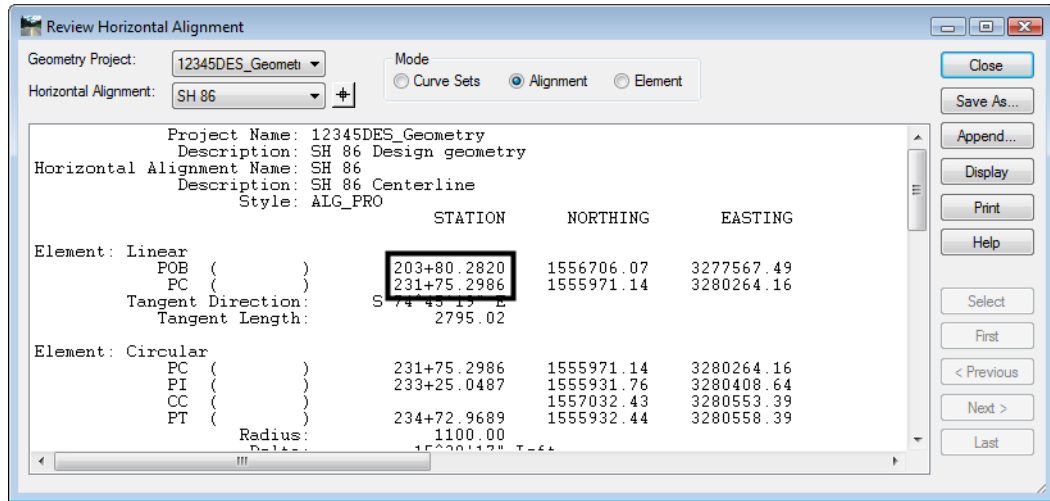 Review Horizontal Alignment
Geometry Project: 12345DES_Geometi
Horizontal Alignment: SH 86
Mode
Curve Sets Alignment Element
Close
Save As...
Append...
Display
Print
Help
Select
First
< Previous
Next >
Last
Project Name: 12345DES_Geometry
Description: SH 86 Design geometry
Horizontal Alignment Name: SH 86
Description: SH 86 Centerline
Style: ALG_PRO
STATION NORTHING EASTING
Element: Linear
POB ( ) 203+80.2820 1556706.07 3277567.49
PC ( ) 231+75.2986 1555971.14 3280264.16
Tangent Direction: S 74^45'19" E
Tangent Length: 2795.02
Element: Circular
PC ( ) 231+75.2986 1555971.14 3280264.16
PI ( ) 233+25.0487 1555931.76 3280408.64
CC ( ) 1557032.43 3280553.39
PT ( ) 234+72.9689 1555932.44 3280558.39
Radius: 1100.00